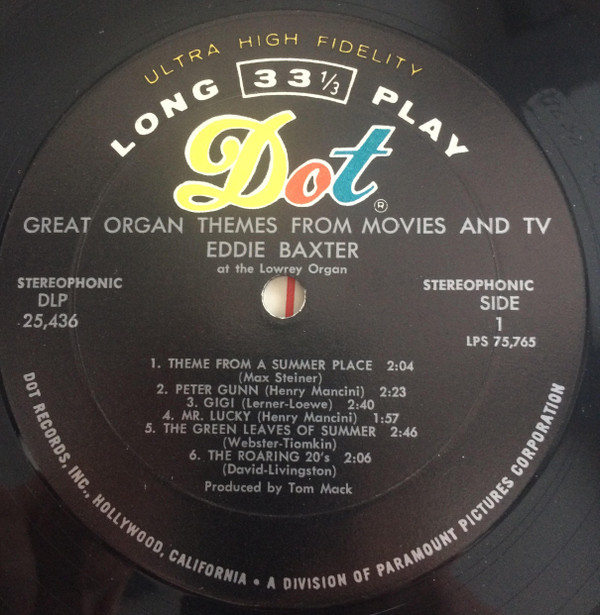 ULTRA HIGH FIDELITY
LONG 33 1/3 PLAY
Dot®
GREAT ORGAN THEMES FROM MOVIES AND TV
EDDIE BAXTER
at the Lowrey Organ
STEREOPHONIC
DLP
25,436
STEREOPHONIC
SIDE
1
LPS 75,765
1. THEME FROM A SUMMER PLACE 2:04
(Max Steiner)
2. PETER GUNN (Henry Mancini) 2:23
3. GIGI (Lerner-Loewe) 2:40
4. MR. LUCKY (Henry Mancini) 1:57
5. THE GREEN LEAVES OF SUMMER 2:46
(Webster-Tiomkin)
6. THE ROARING 20's 2:06
(David-Livingston)
Produced by Tom Mack
DOT RECORDS, INC., HOLLYWOOD, CALIFORNIA • A DIVISION OF PARAMOUNT PICTURES CORPORATION